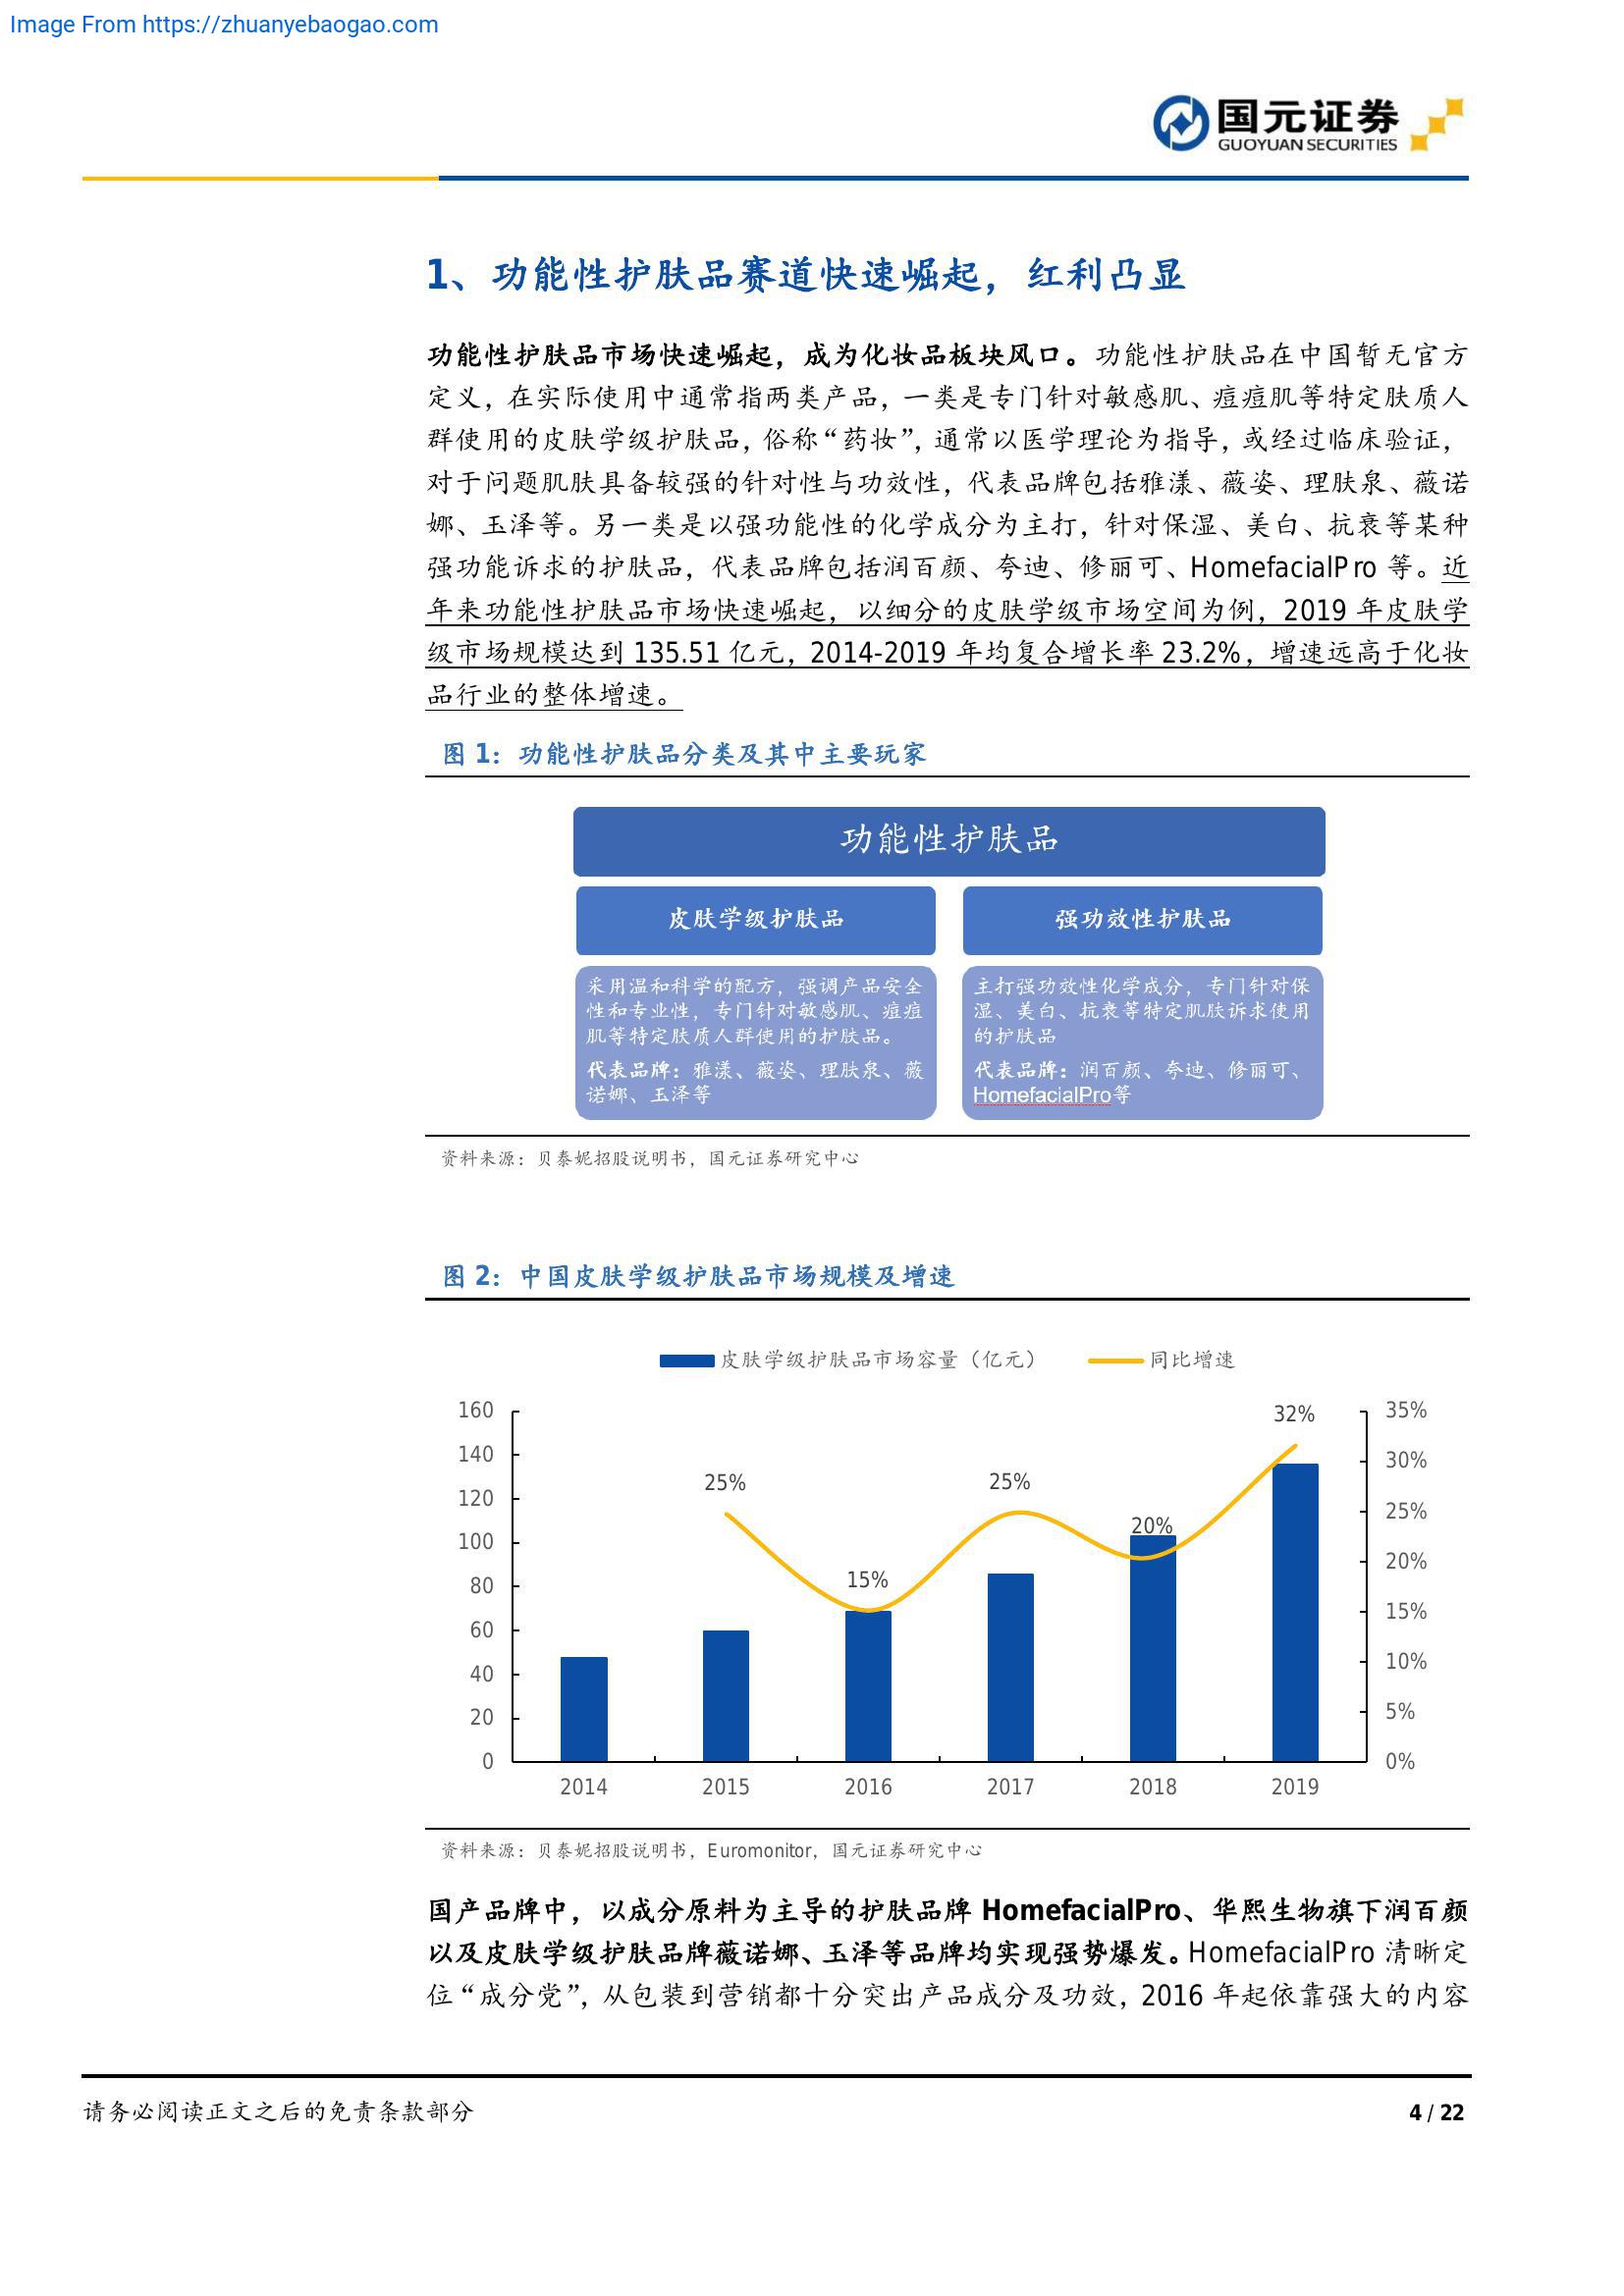 Image From https://zhuanyebaogao.com
国元证券
GUOYUAN SECURITIES
1、功能性护肤品赛道快速崛起，红利凸显
功能性护肤品市场快速崛起，成为化妆品板块风口。功能性护肤品在中国暂无官方
定义，在实际使用中通常指两类产品，一类是专门针对敏感肌、痘痘肌等特定肤质人
群使用的皮肤学级护肤品，俗称“药妆”，通常以医学理论为指导，或经过临床验证，
对于问题肌肤具备较强的针对性与功效性，代表品牌包括雅漾、薇姿、理肤泉、薇诺
娜、玉泽等。另一类是以强功能性的化学成分为主打，针对保湿、美白、抗衰等某种
强功能诉求的护肤品，代表品牌包括润百颜、夸迪、修丽可、HomefacialPro 等。近
年来功能性护肤品市场快速崛起，以细分的皮肤学级市场空间为例，2019 年皮肤学
级市场规模达到 135.51 亿元，2014-2019 年均复合增长率 23.2%，增速远高于化妆
品行业的整体增速。
图 1：功能性护肤品分类及其中主要玩家
功能性护肤品
皮肤学级护肤品
采用温和科学的配方，强调产品安全
性和专业性，专门针对敏感肌、痘痘
肌等特定肤质人群使用的护肤品。
代表品牌：雅漾、薇姿、理肤泉、薇
诺娜、玉泽等
强功效性护肤品
主打强功效性化学成分，专门针对保
湿、美白、抗衰等特定肌肤诉求使用
的护肤品
代表品牌：润百颜、夸迪、修丽可、
HomefacialPro等
资料来源：贝泰妮招股说明书，国元证券研究中心
图 2：中国皮肤学级护肤品市场规模及增速
皮肤学级护肤品市场容量（亿元） 同比增速
160
140
120
100
80
60
40
20
0
25%
15%
25%
20%
32%
35%
30%
25%
20%
15%
10%
5%
0%
2014 2015 2016 2017 2018 2019
资料来源：贝泰妮招股说明书，Euromonitor，国元证券研究中心
国产品牌中，以成分原料为主导的护肤品牌 HomefacialPro、华熙生物旗下润百颜
以及皮肤学级护肤品牌薇诺娜、玉泽等品牌均实现强势爆发。HomefacialPro 清晰定
位“成分党”，从包装到营销都十分突出产品成分及功效，2016 年起依靠强大的内容
请务必阅读正文之后的免责条款部分
4 / 22